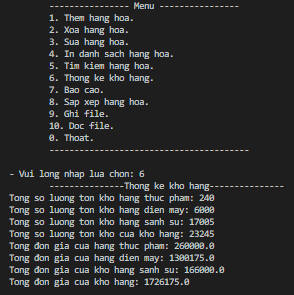 ---------------- Menu ----------------
1. Them hang hoa.
2. Xoa hang hoa.
3. Sua hang hoa.
4. In danh sach hang hoa.
5. Tim kiem hang hoa.
6. Thong ke kho hang.
7. Bao cao.
8. Sap xep hang hoa.
9. Ghi file.
10. Doc file.
0. Thoat.
----------------------------------------
- Vui long nhap lua chon: 6
---------------Thong ke kho hang---------------
Tong so luong ton kho hang thuc pham: 240
Tong so luong ton kho hang dien may: 6000
Tong so luong ton kho hang sanh su: 17005
Tong so luong ton kho cua kho hang: 23245
Tong đon gia cua hang thuc pham: 260000.0
Tong đon gia cua hang dien may: 1300175.0
Tong đon gia cua kho hang sanh su: 166000.0
Tong đon gia cua kho hang: 1726175.0